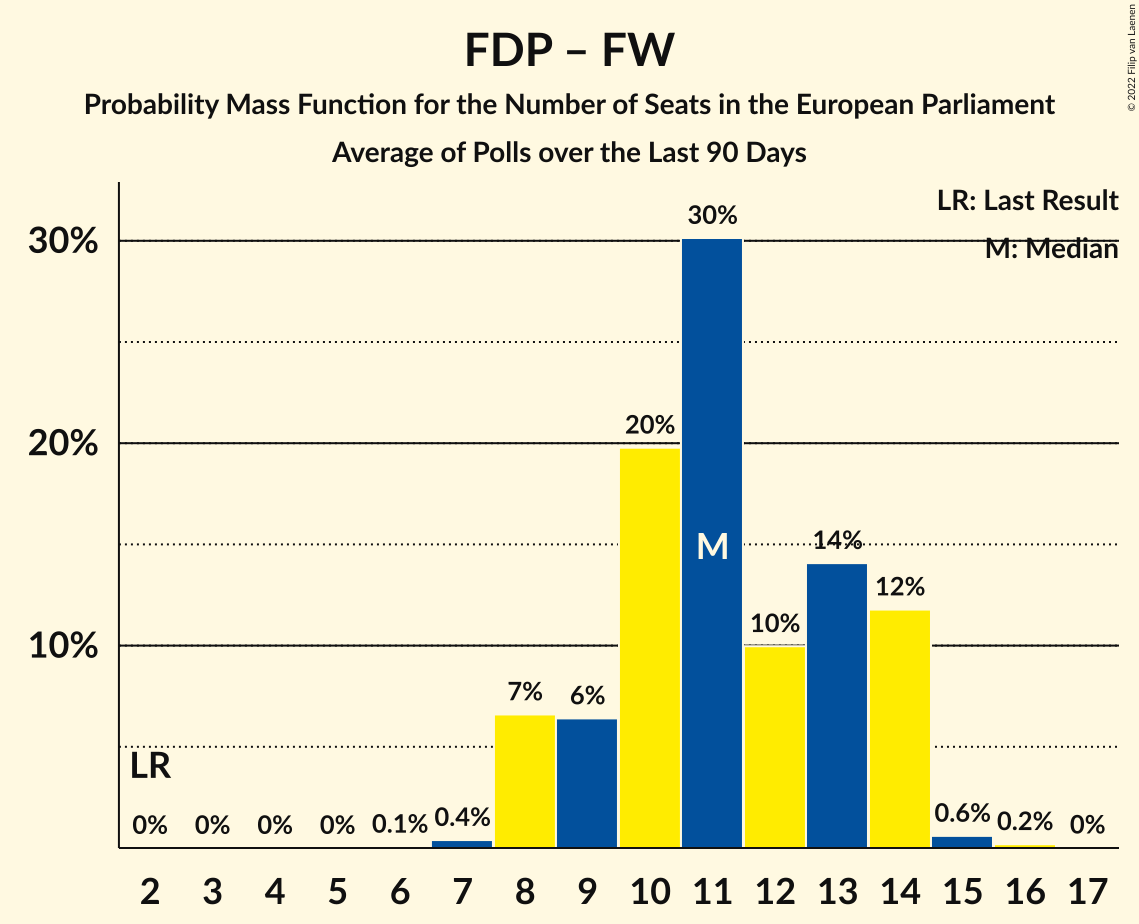 FDP – FW
Probability Mass Function for the Number of Seats in the European Parliament
Average of Polls over the Last 90 Days
© 2022 Filip van Laenen
LR: Last Result
M: Median
30%
20%
10%
LR
M
0%
0%
0%
0%
0.1%
0.4%
7%
6%
20%
30%
10%
14%
12%
0.6%
0.2%
0%
2 3 4 5 6 7 8 9 10 11 12 13 14 15 16 17